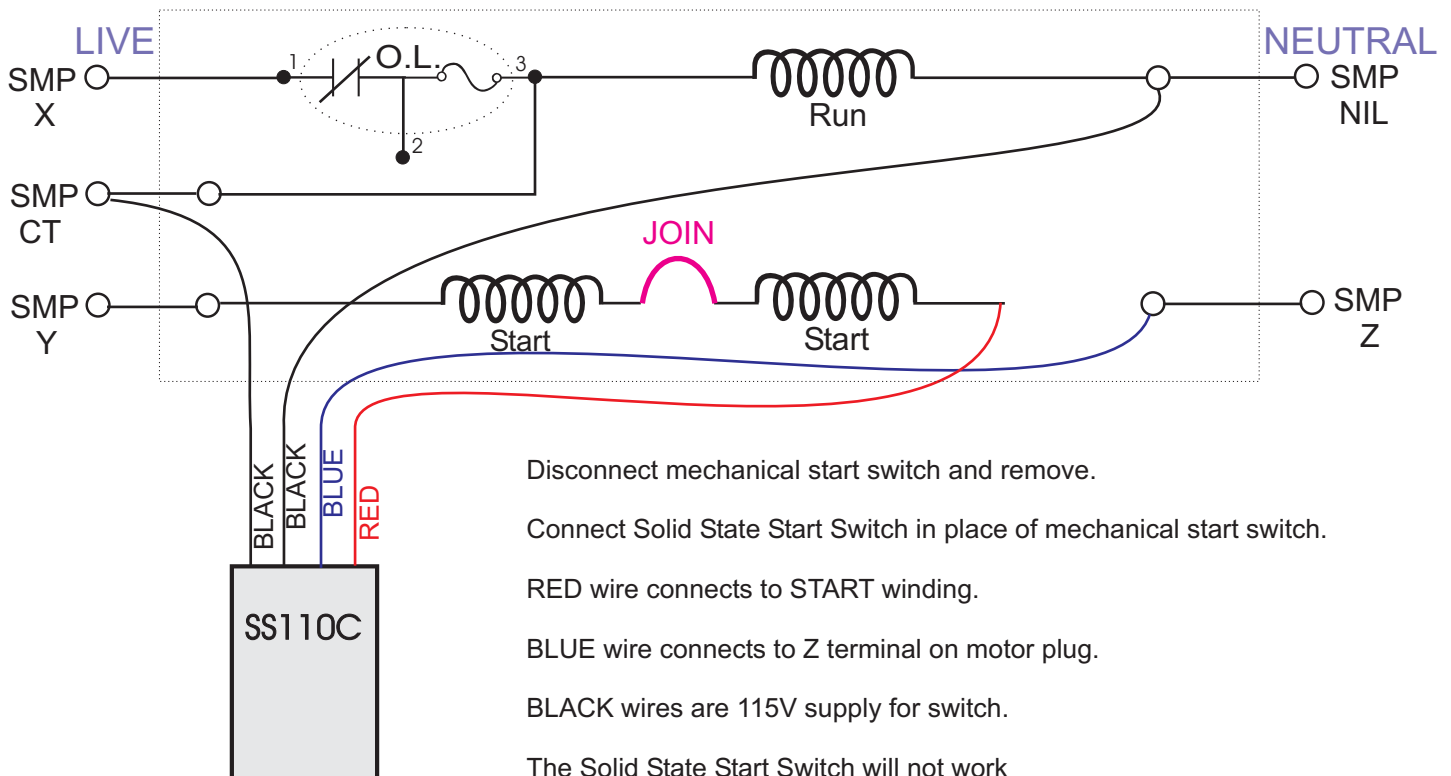 LIVE
NEUTRAL
SMP
X
1
O.L.
3
2
Run
SMP
NIL
SMP
CT
JOIN
SMP
Y
Start
Start
SMP
Z
BLACK
BLACK
BLUE
RED
SS110C
Disconnect mechanical start switch and remove.
Connect Solid State Start Switch in place of mechanical start switch.
RED wire connects to START winding.
BLUE wire connects to Z terminal on motor plug.
BLACK wires are 115V supply for switch.
The Solid State Start Switch will not work